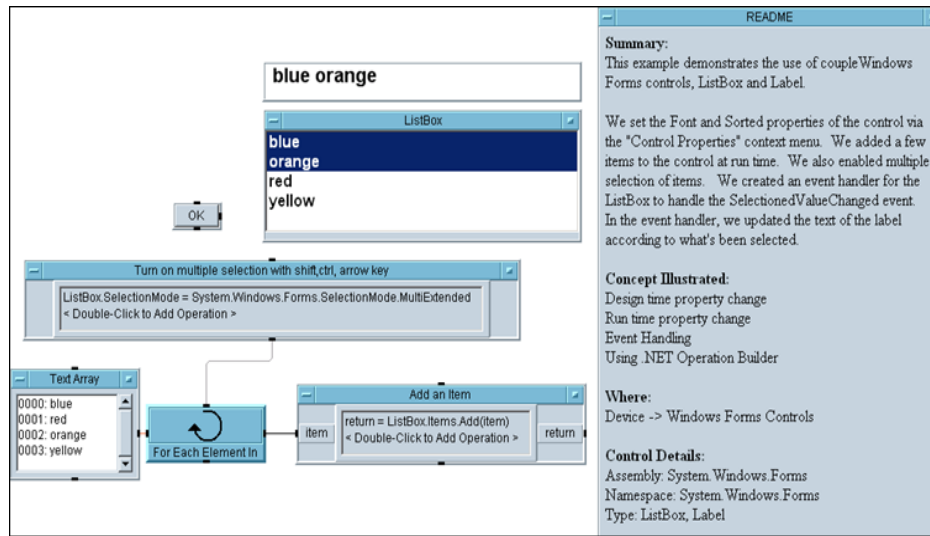 blue orange
ListBox
blue
orange
red
yellow
OK
Turn on multiple selection with shift,ctrl, arrow key
ListBox.SelectionMode = System.Windows.Forms.SelectionMode.MultiExtended
< Double-Click to Add Operation >
Text Array
0000: blue
0001: red
0002: orange
0003: yellow
For Each Element In
Add an Item
item
return = ListBox.Items.Add(item)
< Double-Click to Add Operation >
return
README
Summary:
This example demonstrates the use of coupleWindows
Forms controls, ListBox and Label.
We set the Font and Sorted properties of the control via
the "Control Properties" context menu. We added a few
items to the control at run time. We also enabled multiple
selection of items. We created an event handler for the
ListBox to handle the SelectionedValueChanged event.
In the event handler, we updated the text of the label
according to what's been selected.
Concept Illustrated:
Design time property change
Run time property change
Event Handling
Using .NET Operation Builder
Where:
Device -> Windows Forms Controls
Control Details:
Assembly: System.Windows.Forms
Namespace: System.Windows.Forms
Type: ListBox, Label